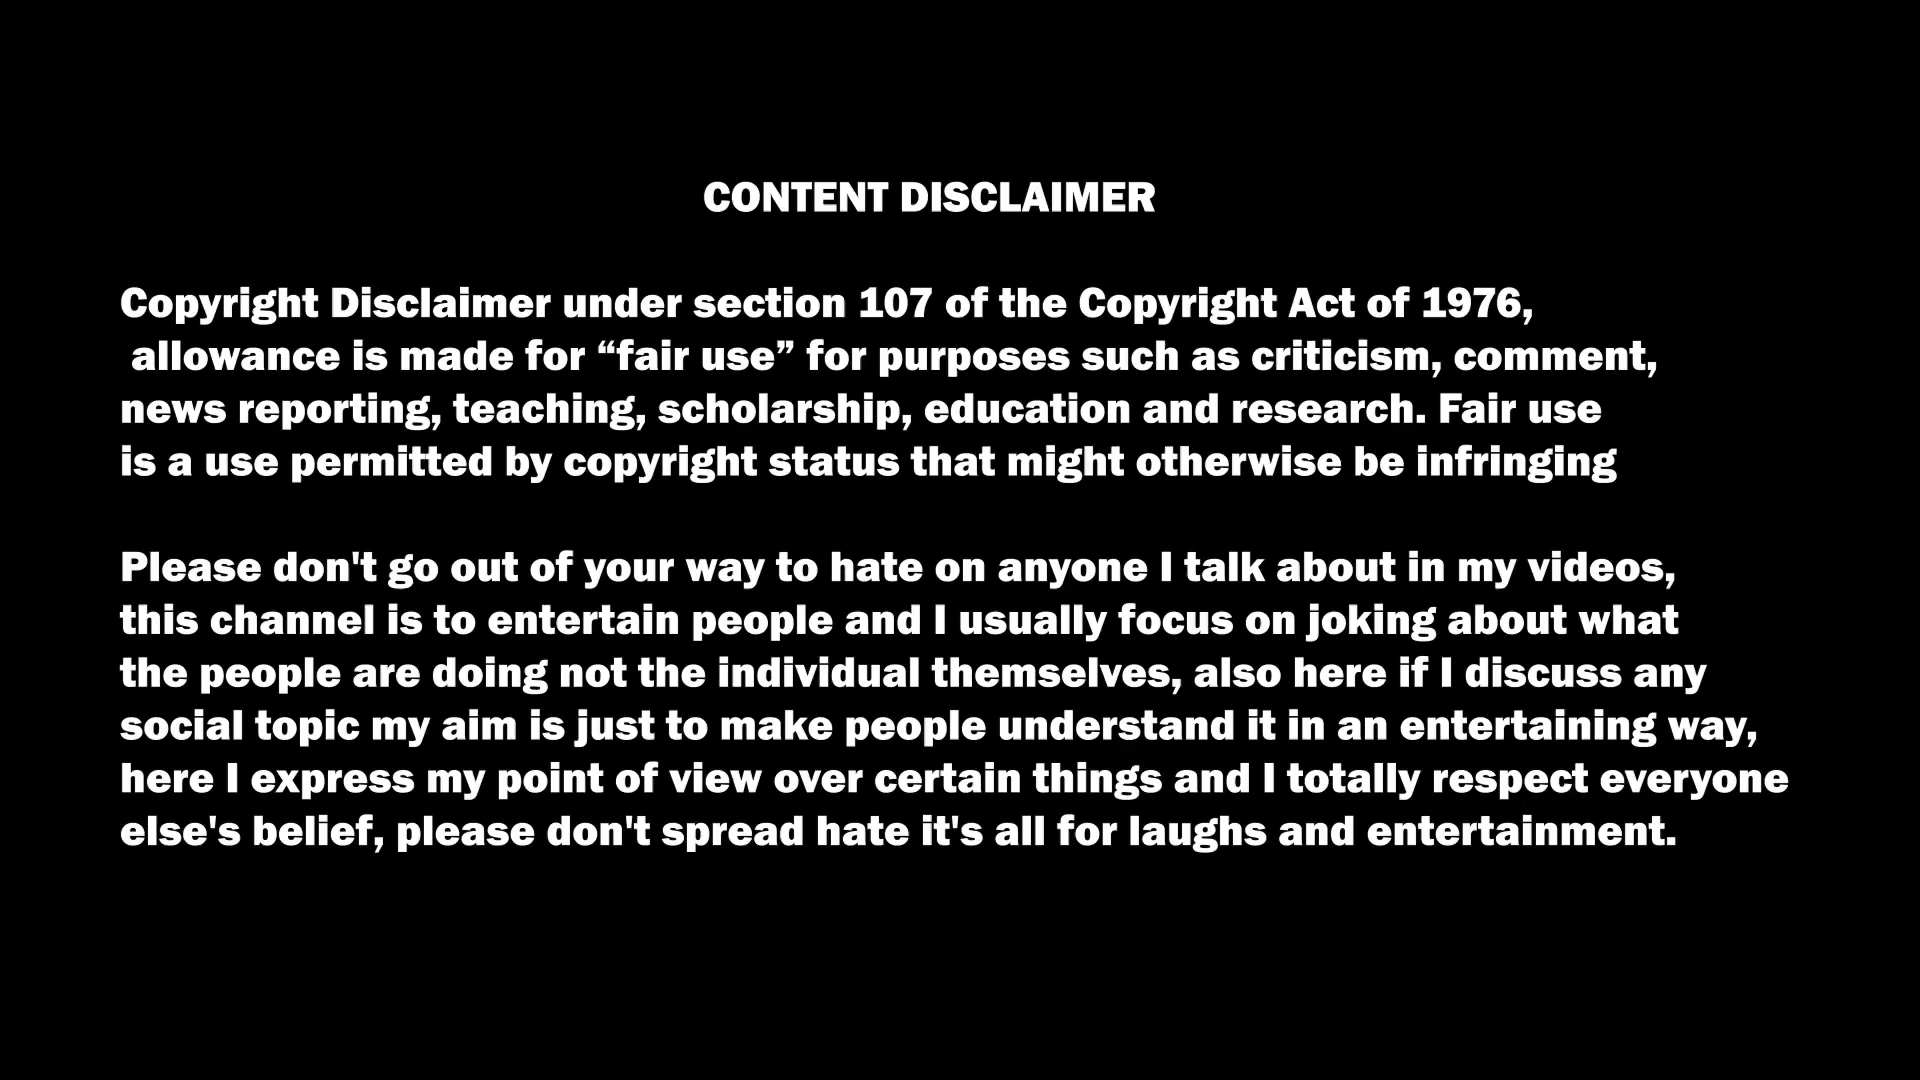 CONTENT DISCLAIMER
Copyright Disclaimer under section 107 of the Copyright Act of 1976,
allowance is made for “fair use” for purposes such as criticism, comment,
news reporting, teaching, scholarship, education and research. Fair use
is a use permitted by copyright status that might otherwise be infringing
Please don't go out of your way to hate on anyone I talk about in my videos,
this channel is to entertain people and I usually focus on joking about what
the people are doing not the individual themselves, also here if I discuss any
social topic my aim is just to make people understand it in an entertaining way,
here I express my point of view over certain things and I totally respect everyone
else's belief, please don't spread hate it's all for laughs and entertainment.